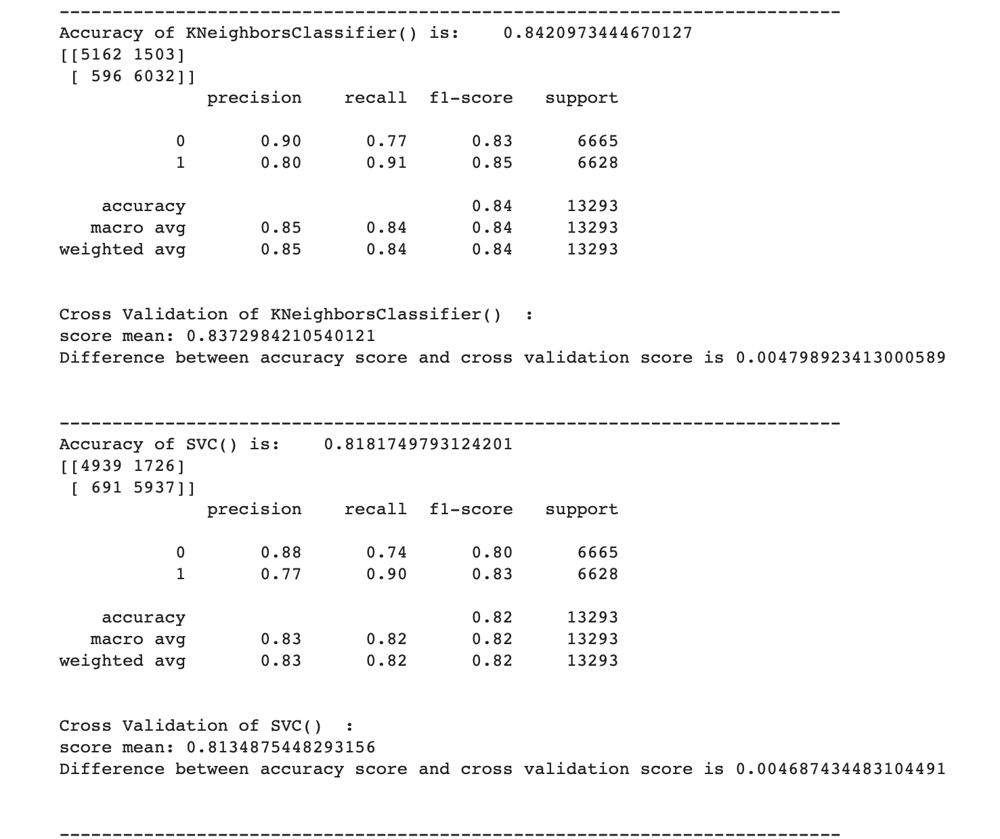 --------------------------------------------------------------------------
Accuracy of KNeighborsClassifier() is:    0.8420973444670127
[[5162 1503]
 [ 596 6032]]
              precision    recall  f1-score   support

           0       0.90      0.77      0.83      6665
           1       0.80      0.91      0.85      6628

    accuracy                           0.84     13293
   macro avg       0.85      0.84      0.84     13293
weighted avg       0.85      0.84      0.84     13293

Cross Validation of KNeighborsClassifier()  :
score mean: 0.8372984210540121
Difference between accuracy score and cross validation score is 0.004798923413000589

--------------------------------------------------------------------------
Accuracy of SVC() is:    0.8181749793124201
[[4939 1726]
 [ 691 5937]]
              precision    recall  f1-score   support

           0       0.88      0.74      0.80      6665
           1       0.77      0.90      0.83      6628

    accuracy                           0.82     13293
   macro avg       0.83      0.82      0.82     13293
weighted avg       0.83      0.82      0.82     13293

Cross Validation of SVC()  :
score mean: 0.8134875448293156
Difference between accuracy score and cross validation score is 0.004687434483104491

--------------------------------------------------------------------------